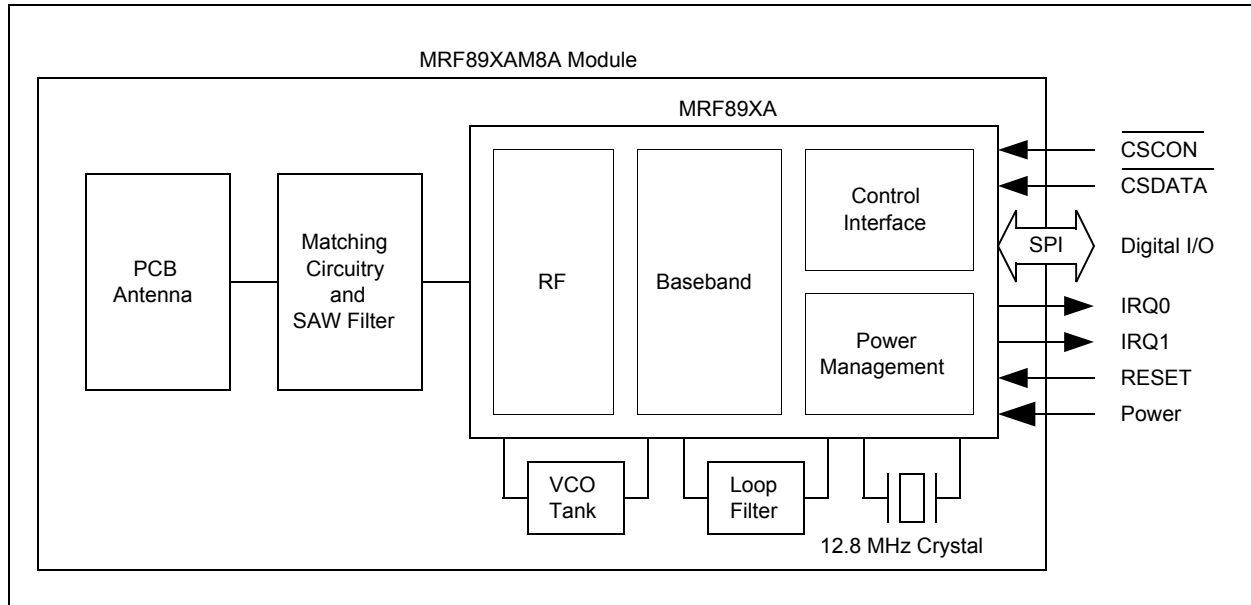 MRF89XAM8A Module
MRF89XA
PCB
Antenna
Matching
Circuitry
and
SAW Filter
RF
Baseband
Control
Interface
Power
Management
CSCON
CSDATA
SPI
Digital I/O
IRQ0
IRQ1
RESET
Power
VCO
Tank
Loop
Filter
12.8 MHz Crystal